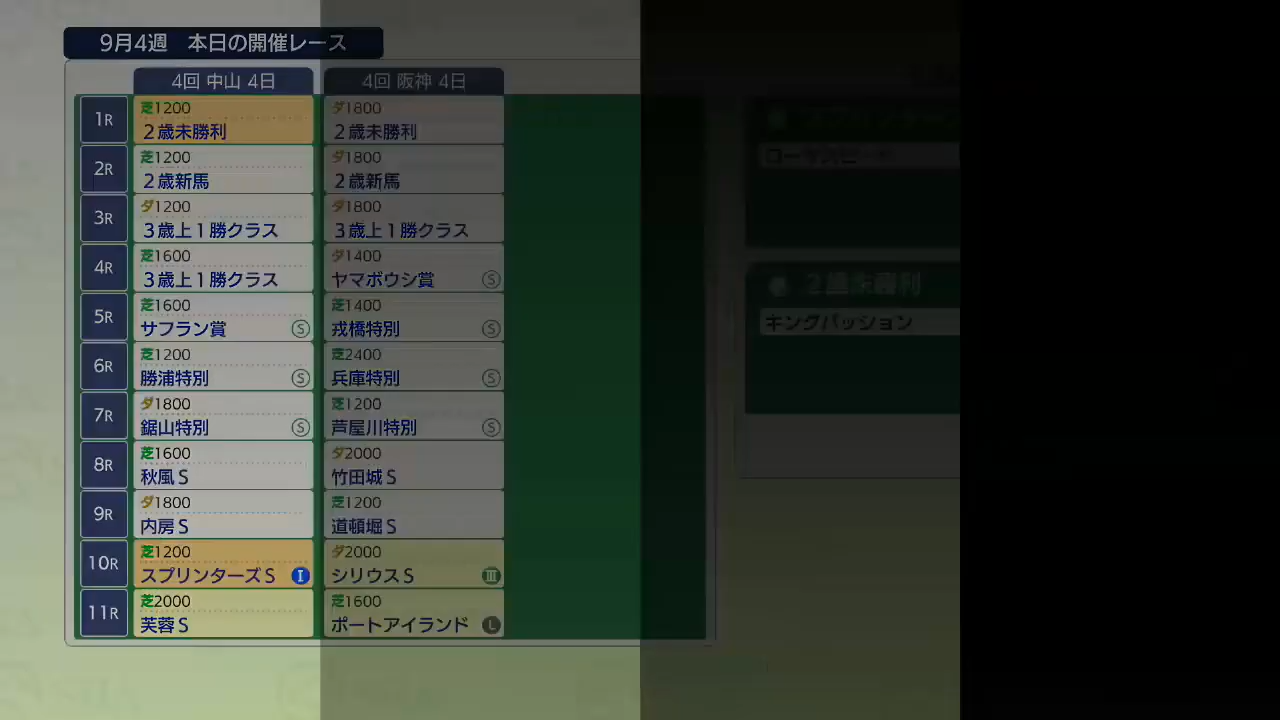 9月4週 本日の開催レース
4回 中山 4日
4回 阪神 4日
1R
芝1200
２歳未勝利
ダ1800
２歳未勝利
2R
芝1200
２歳新馬
ダ1800
２歳新馬
3R
ダ1200
３歳上１勝クラス
ダ1800
３歳上１勝クラス
4R
芝1600
３歳上１勝クラス
ダ1400
ヤマボウシ賞 Ⓢ
5R
芝1600
サフラン賞 Ⓢ
芝1400
戎橋特別 Ⓢ
6R
芝1200
勝浦特別 Ⓢ
芝2400
兵庫特別 Ⓢ
7R
ダ1800
鋸山特別 Ⓢ
芝1200
芦屋川特別 Ⓢ
8R
芝1600
秋風Ｓ
ダ2000
竹田城Ｓ
9R
ダ1800
内房Ｓ
芝1200
道頓堀Ｓ
10R
芝1200
スプリンターズＳ Ⅰ
ダ2000
シリウスＳ Ⅲ
11R
芝2000
芙蓉Ｓ
芝1600
ポートアイランド L
２歳未勝利
キングパッション